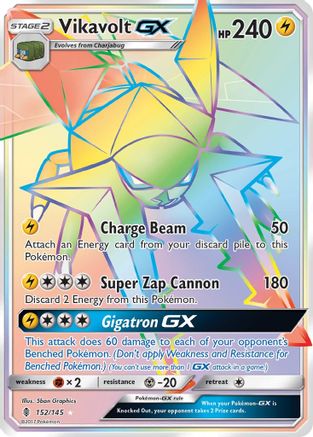 STAGE 2 Vikavolt GX HP 240
Evolves from Charjabug
Charge Beam 50
Attach an Energy card from your discard pile to this
Pokémon.
Super Zap Cannon 180
Discard 2 Energy from this Pokémon.
Gigatron GX
This attack does 60 damage to each of your opponent's
Benched Pokémon. (Don't apply Weakness and Resistance for
Benched Pokémon.) (You can't use more than 1 GX attack in a game.)
weakness ×2 resistance -20 retreat
Illus. 5ban Graphics
152/145
©2017 Pokémon
Pokémon-GX rule
When your Pokémon-GX is
Knocked Out, your opponent takes 2 Prize cards.